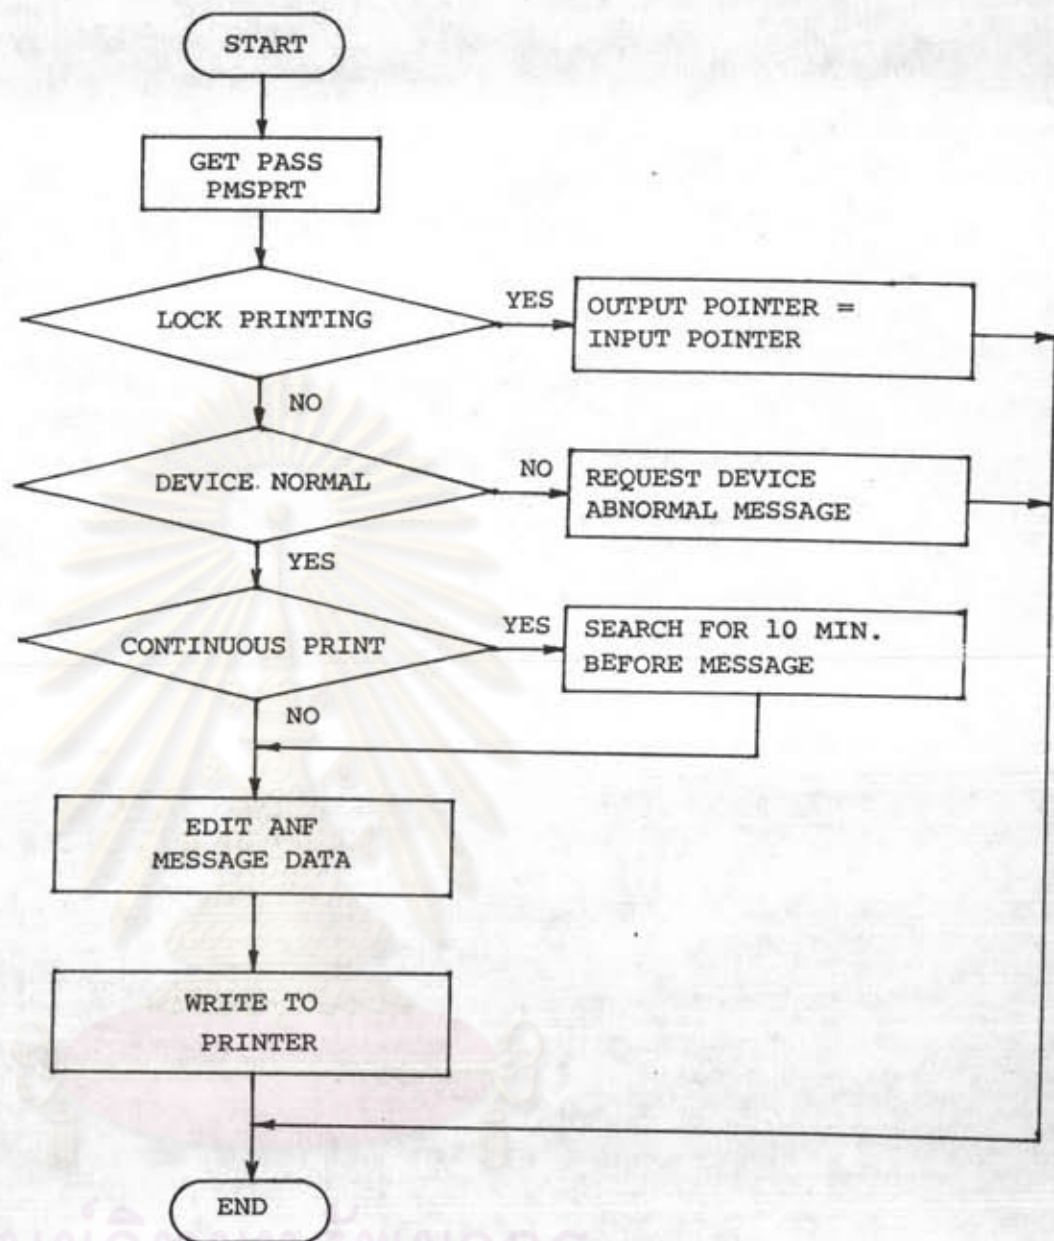 START
GET PASS
PMSPRT
LOCK PRINTING
YES
OUTPUT POINTER =
INPUT POINTER
NO
DEVICE NORMAL
NO
REQUEST DEVICE
ABNORMAL MESSAGE
YES
CONTINUOUS PRINT
YES
SEARCH FOR 10 MIN.
BEFORE MESSAGE
NO
EDIT ANF
MESSAGE DATA
WRITE TO
PRINTER
END